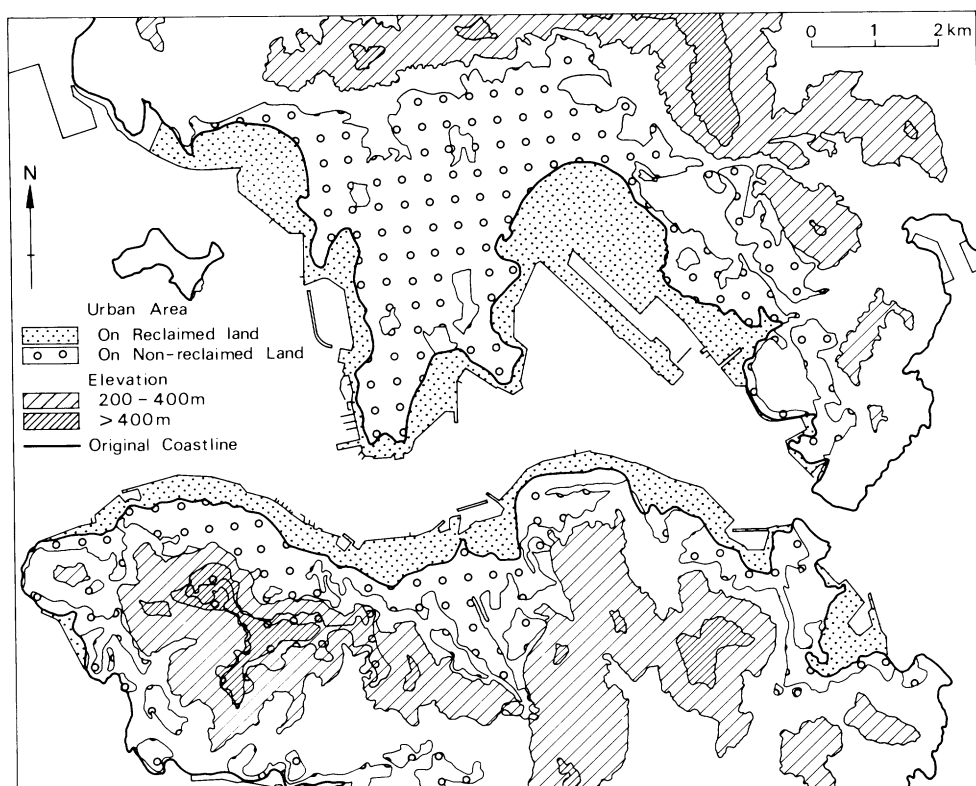 0 1 2 km
N
Urban Area
On Reclaimed land
On Non-reclaimed Land
Elevation
200 - 400m
> 400m
Original Coastline